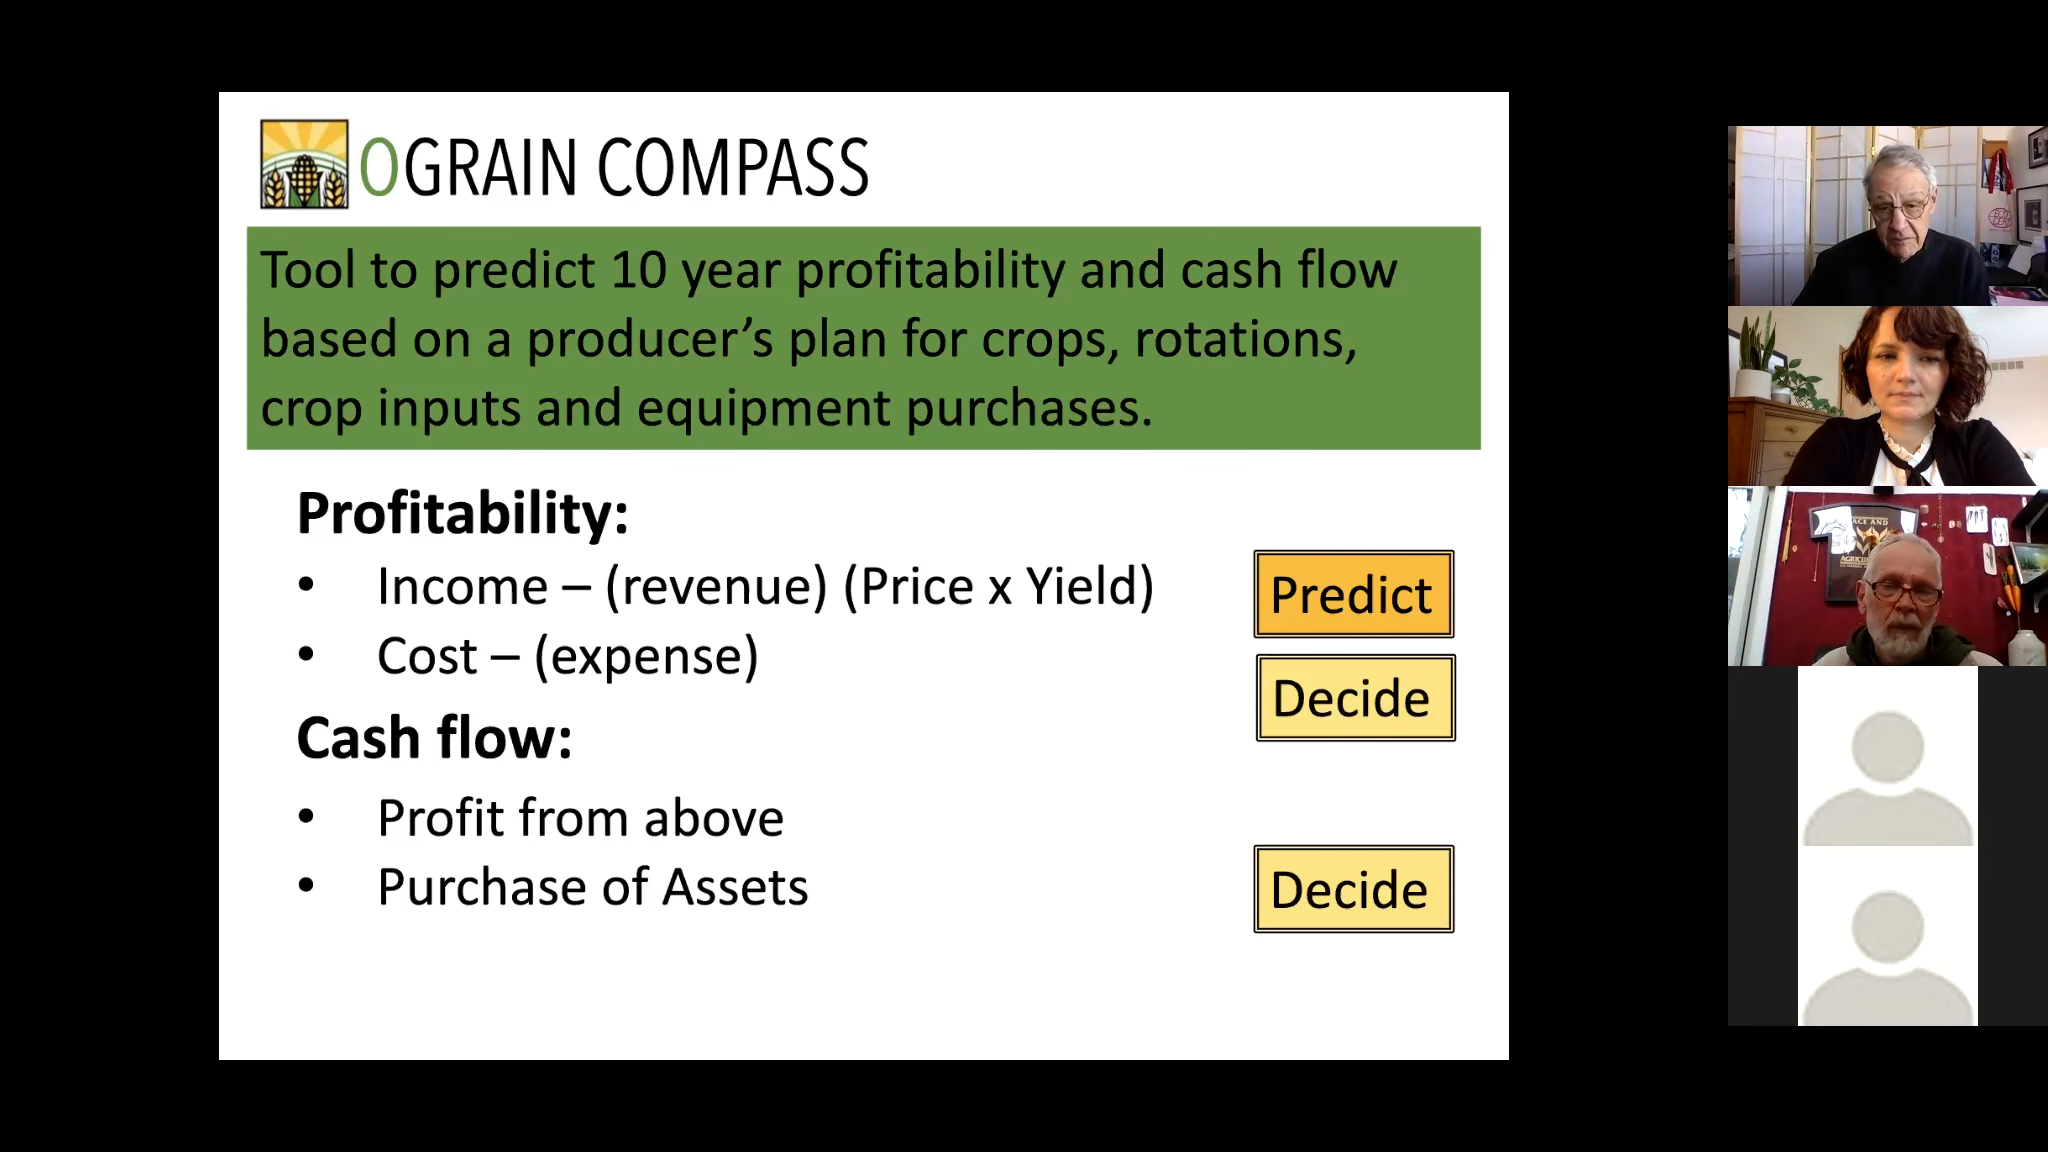 OGRAIN COMPASS
Tool to predict 10 year profitability and cash flow
based on a producer’s plan for crops, rotations,
crop inputs and equipment purchases.
Profitability:
• Income – (revenue) (Price x Yield)
Predict
• Cost – (expense)
Decide
Cash flow:
• Profit from above
• Purchase of Assets
Decide
ACE AND